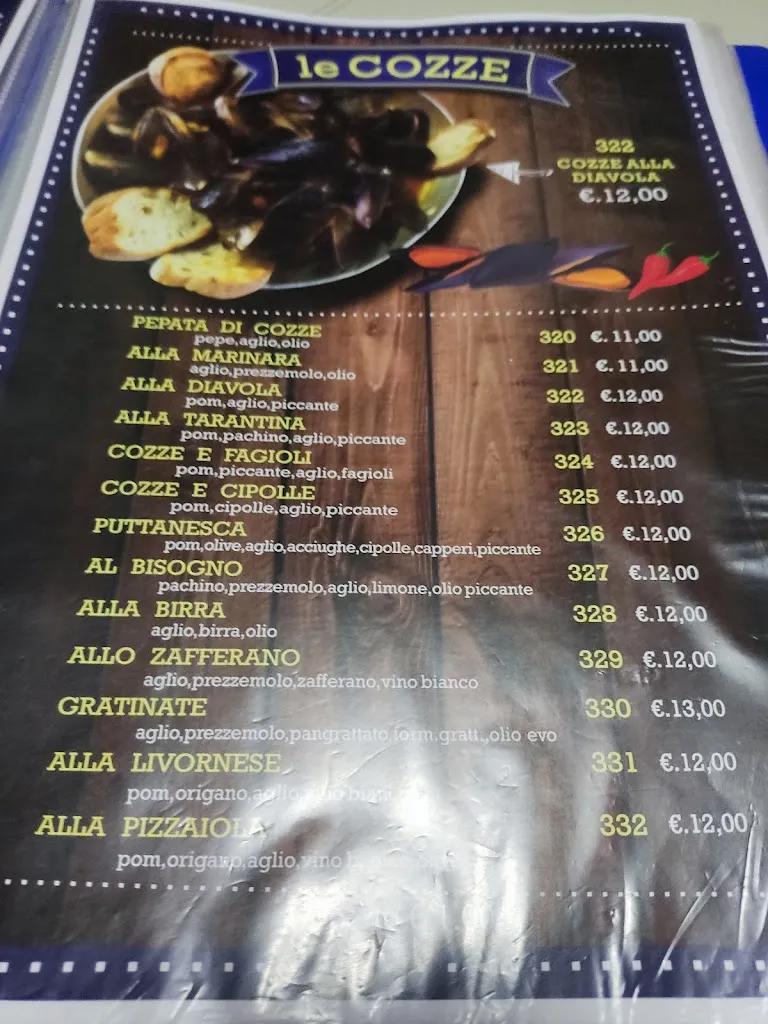 le COZZE
322
COZZE ALLA
DIAVOLA
€.12,00
PEPATA DI COZZE 320 €.11,00
pepe,aglio,olio
ALLA MARINARA 321 €.11,00
aglio,prezzemolo,olio
ALLA DIAVOLA 322 €.12,00
pom,aglio,piccante
ALLA TARANTINA 323 €.12,00
pom,pachino,aglio,piccante
COZZE E FAGIOLI 324 €.12,00
pom,piccante,aglio,fagioli
COZZE E CIPOLLE 325 €.12,00
pom,cipolle,aglio,piccante
PUTTANESCA 326 €.12,00
pom,olive,aglio,acciughe,cipolle,capperi,piccante
AL BISOGNO 327 €.12,00
pachino,prezzemolo,aglio,limone,olio piccante
ALLA BIRRA 328 €.12,00
aglio,birra,olio
ALLO ZAFFERANO 329 €.12,00
aglio,prezzemolo,zafferano,vino bianco
GRATINATE 330 €.13,00
aglio,prezzemolo,pangrattato,form.gratt.,olio evo
ALLA LIVORNESE 331 €.12,00
pom,origano,aglio,vino
ALLA PIZZAIOLA 332 €.12,00
pom,origano,aglio,vino